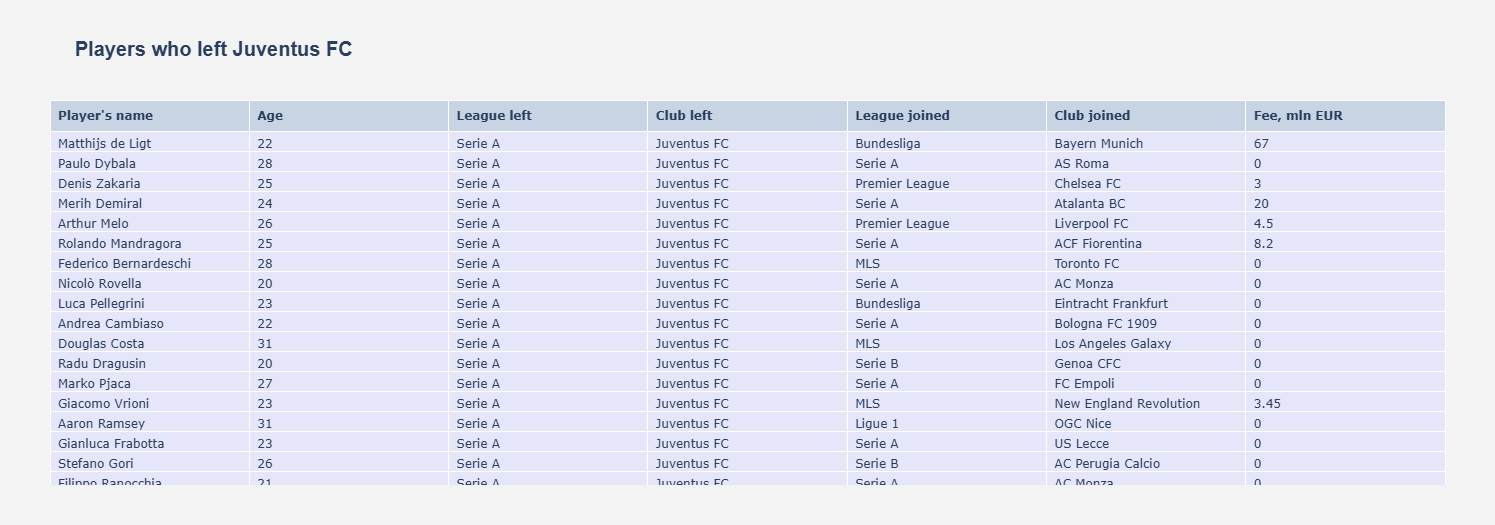 Players who left Juventus FC
Player's name Age League left Club left League joined Club joined Fee, mln EUR
Matthijs de Ligt 22 Serie A Juventus FC Bundesliga Bayern Munich 67
Paulo Dybala 28 Serie A Juventus FC Serie A AS Roma 0
Denis Zakaria 25 Serie A Juventus FC Premier League Chelsea FC 3
Merih Demiral 24 Serie A Juventus FC Serie A Atalanta BC 20
Arthur Melo 26 Serie A Juventus FC Premier League Liverpool FC 4.5
Rolando Mandragora 25 Serie A Juventus FC Serie A ACF Fiorentina 8.2
Federico Bernardeschi 28 Serie A Juventus FC MLS Toronto FC 0
Nicolò Rovella 20 Serie A Juventus FC Serie A AC Monza 0
Luca Pellegrini 23 Serie A Juventus FC Bundesliga Eintracht Frankfurt 0
Andrea Cambiaso 22 Serie A Juventus FC Serie A Bologna FC 1909 0
Douglas Costa 31 Serie A Juventus FC MLS Los Angeles Galaxy 0
Radu Dragusin 20 Serie A Juventus FC Serie B Genoa CFC 0
Marko Pjaca 27 Serie A Juventus FC Serie A FC Empoli 0
Giacomo Vrioni 23 Serie A Juventus FC MLS New England Revolution 3.45
Aaron Ramsey 31 Serie A Juventus FC Ligue 1 OGC Nice 0
Gianluca Frabotta 23 Serie A Juventus FC Serie A US Lecce 0
Stefano Gori 26 Serie A Juventus FC Serie B AC Perugia Calcio 0
Filippo Ranocchia 21 Serie A Juventus FC Serie A AC Monza 0